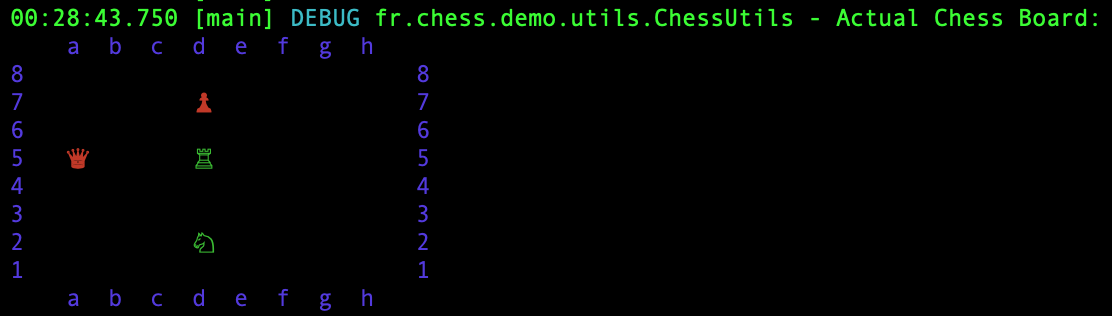 00:28:43.750 [main] DEBUG fr.chess.demo.utils.ChessUtils - Actual Chess Board:
a b c d e f g h
8 8
7 ♟ 7
6 6
5 ♛ ♖ 5
4 4
3 3
2 ♘ 2
1 1
a b c d e f g h